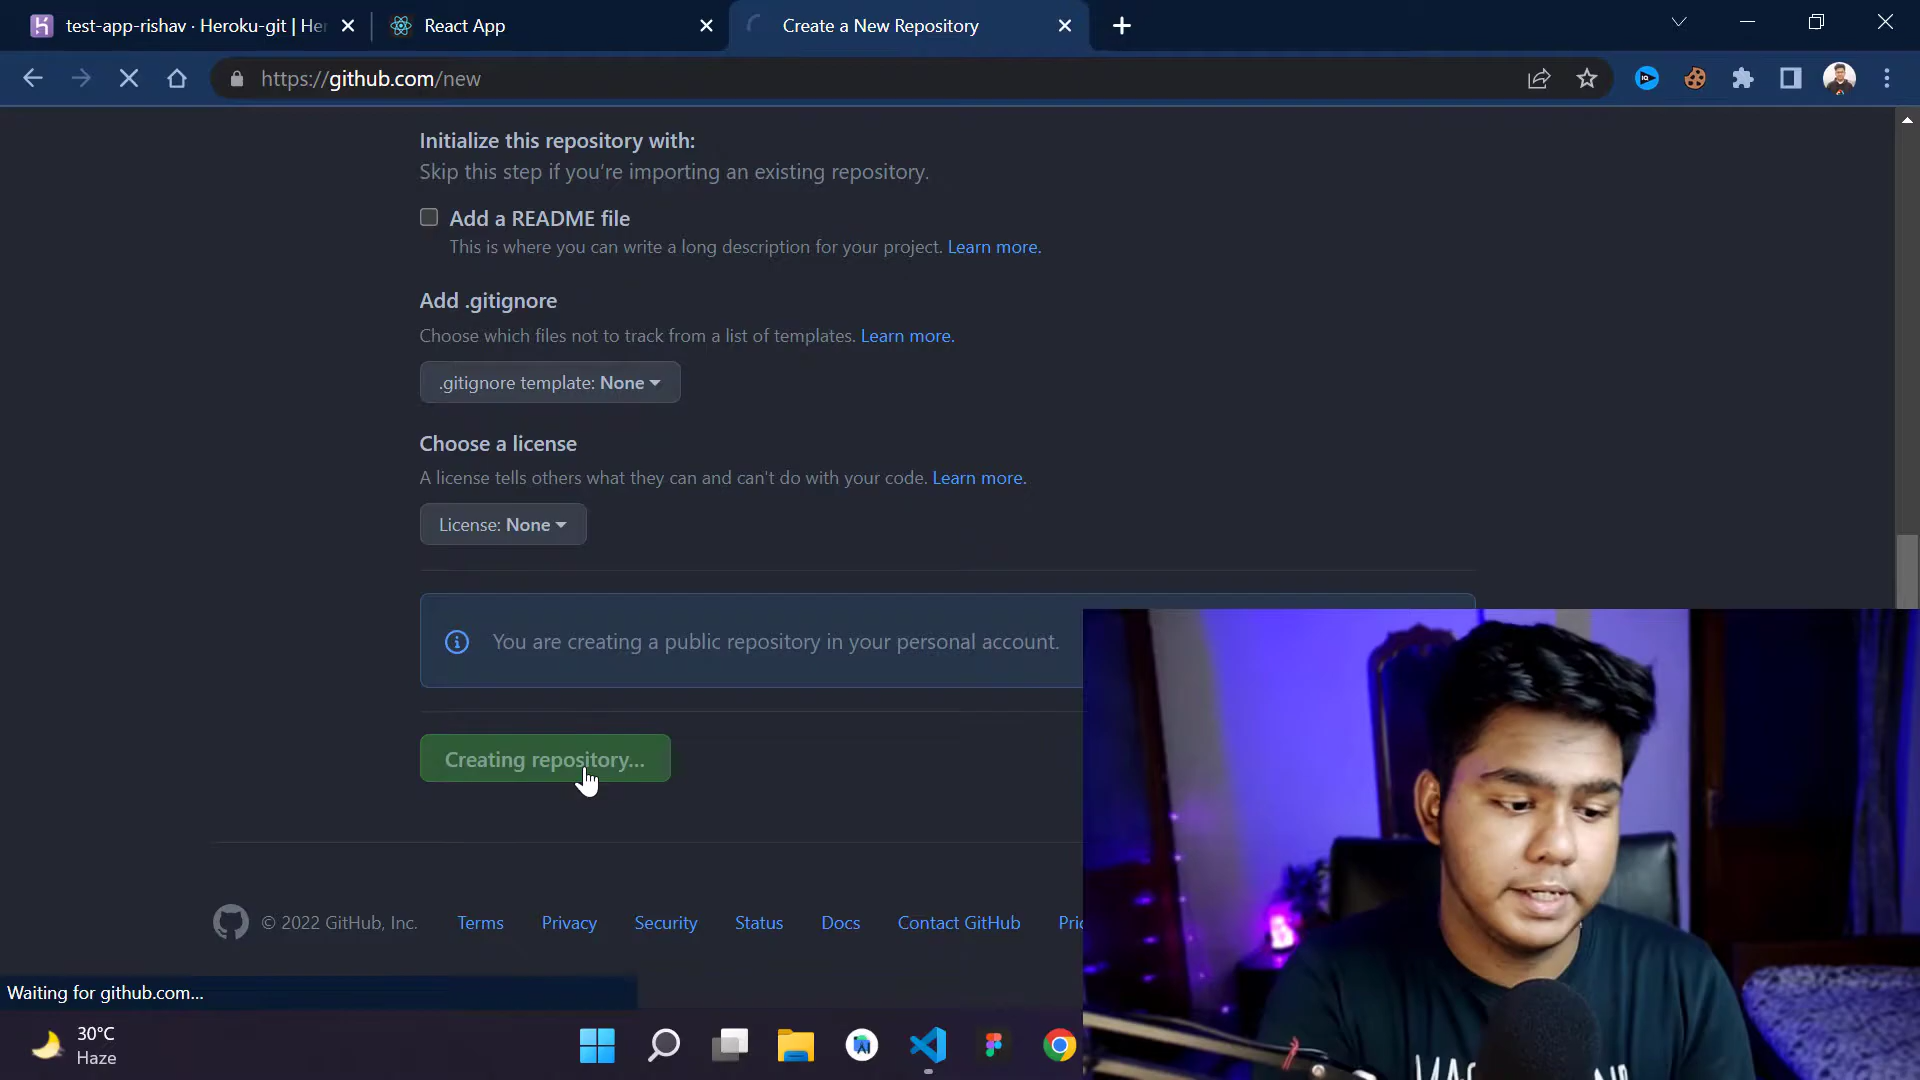 test-app-rishav · Heroku-git | He
React App
Create a New Repository
https://github.com/new
Initialize this repository with:
Skip this step if you're importing an existing repository.
Add a README file
This is where you can write a long description for your project. Learn more.
Add .gitignore
Choose which files not to track from a list of templates. Learn more.
.gitignore template: None
Choose a license
A license tells others what they can and can't do with your code. Learn more.
License: None
You are creating a public repository in your personal account.
Creating repository...
© 2022 GitHub, Inc. Terms Privacy Security Status Docs Contact GitHub
Waiting for github.com...
30°C
Haze